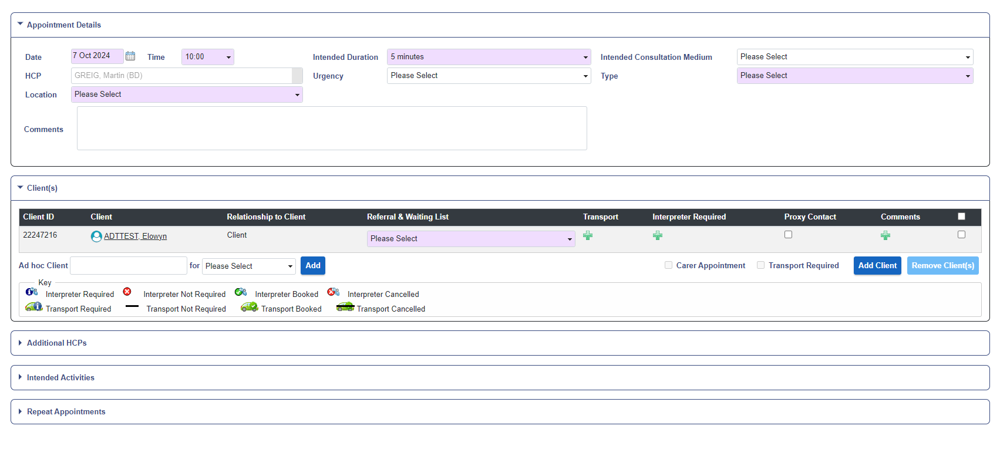 Appointment Details
Date 7 Oct 2024 Time 10:00 Intended Duration 5 minutes Intended Consultation Medium Please Select
HCP GREIG, Martin (BD) Urgency Please Select Type Please Select
Location Please Select
Comments
Client(s)
Client ID Client Relationship to Client Referral & Waiting List Transport Interpreter Required Proxy Contact Comments
22247216 ADTTEST, Elowyn Client Please Select
Ad hoc Client for Please Select Add Carer Appointment Transport Required Add Client Remove Client(s)
Key
Interpreter Required Interpreter Not Required Interpreter Booked Interpreter Cancelled
Transport Required Transport Not Required Transport Booked Transport Cancelled
Additional HCPs
Intended Activities
Repeat Appointments